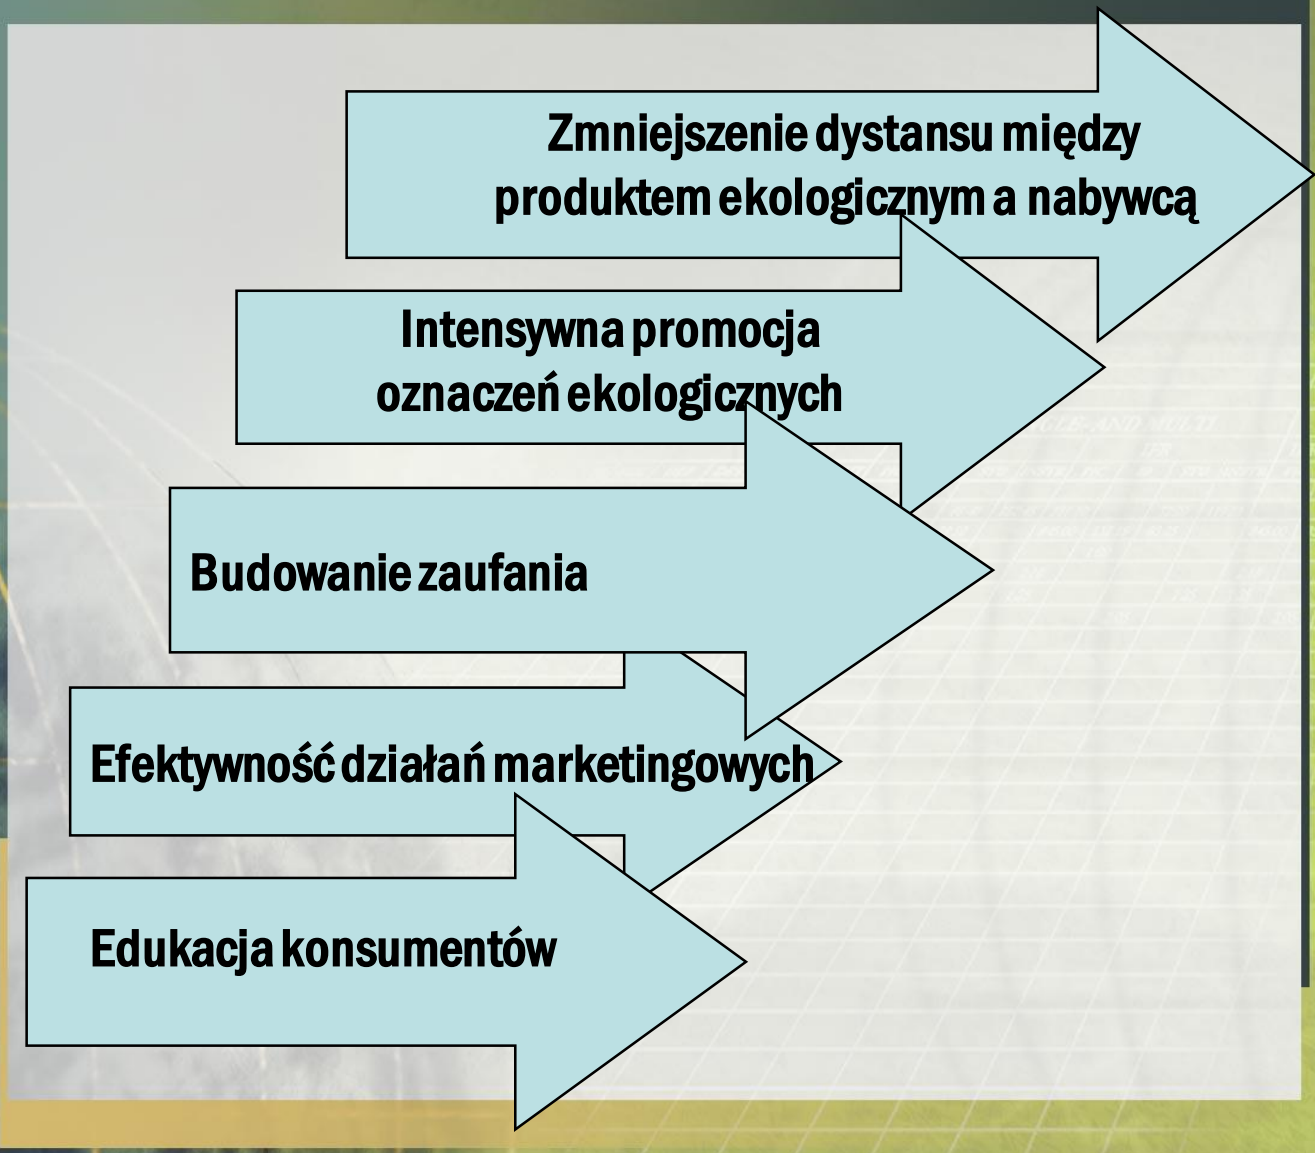 Zmniejszenie dystansu między
produktem ekologicznym a nabywcą
Intensywna promocja
oznaczeń ekologicznych
Budowanie zaufania
Efektywność działań marketingowych
Edukacja konsumentów